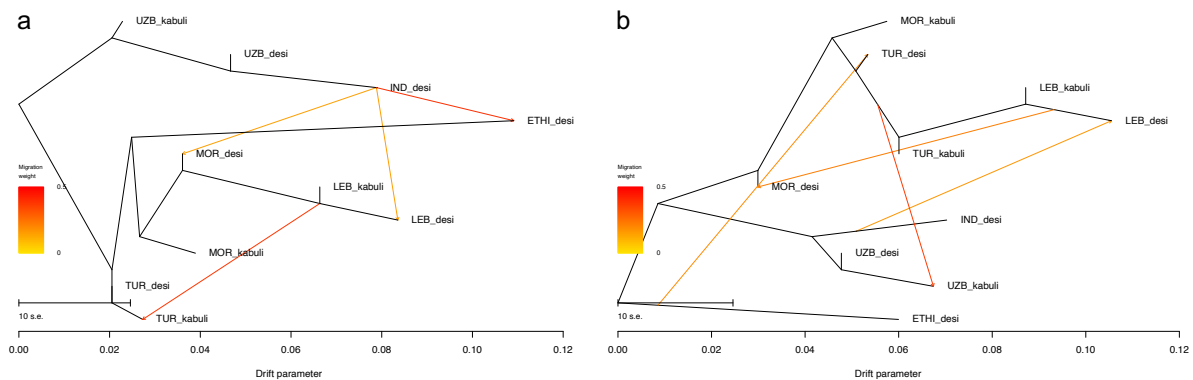 a
UZB_kabuli
UZB_desi
IND_desi
ETHI_desi
MOR_desi
Migration
weight
0.5
LEB_kabuli
LEB_desi
0
MOR_kabuli
TUR_desi
10 s.e.
TUR_kabuli
0.00 0.02 0.04 0.06 0.08 0.10 0.12
Drift parameter
b
MOR_kabuli
TUR_desi
LEB_kabuli
LEB_desi
TUR_kabuli
Migration
weight
0.5
MOR_desi
IND_desi
0
UZB_desi
UZB_kabuli
10 s.e.
ETHI_desi
0.00 0.02 0.04 0.06 0.08 0.10 0.12
Drift parameter